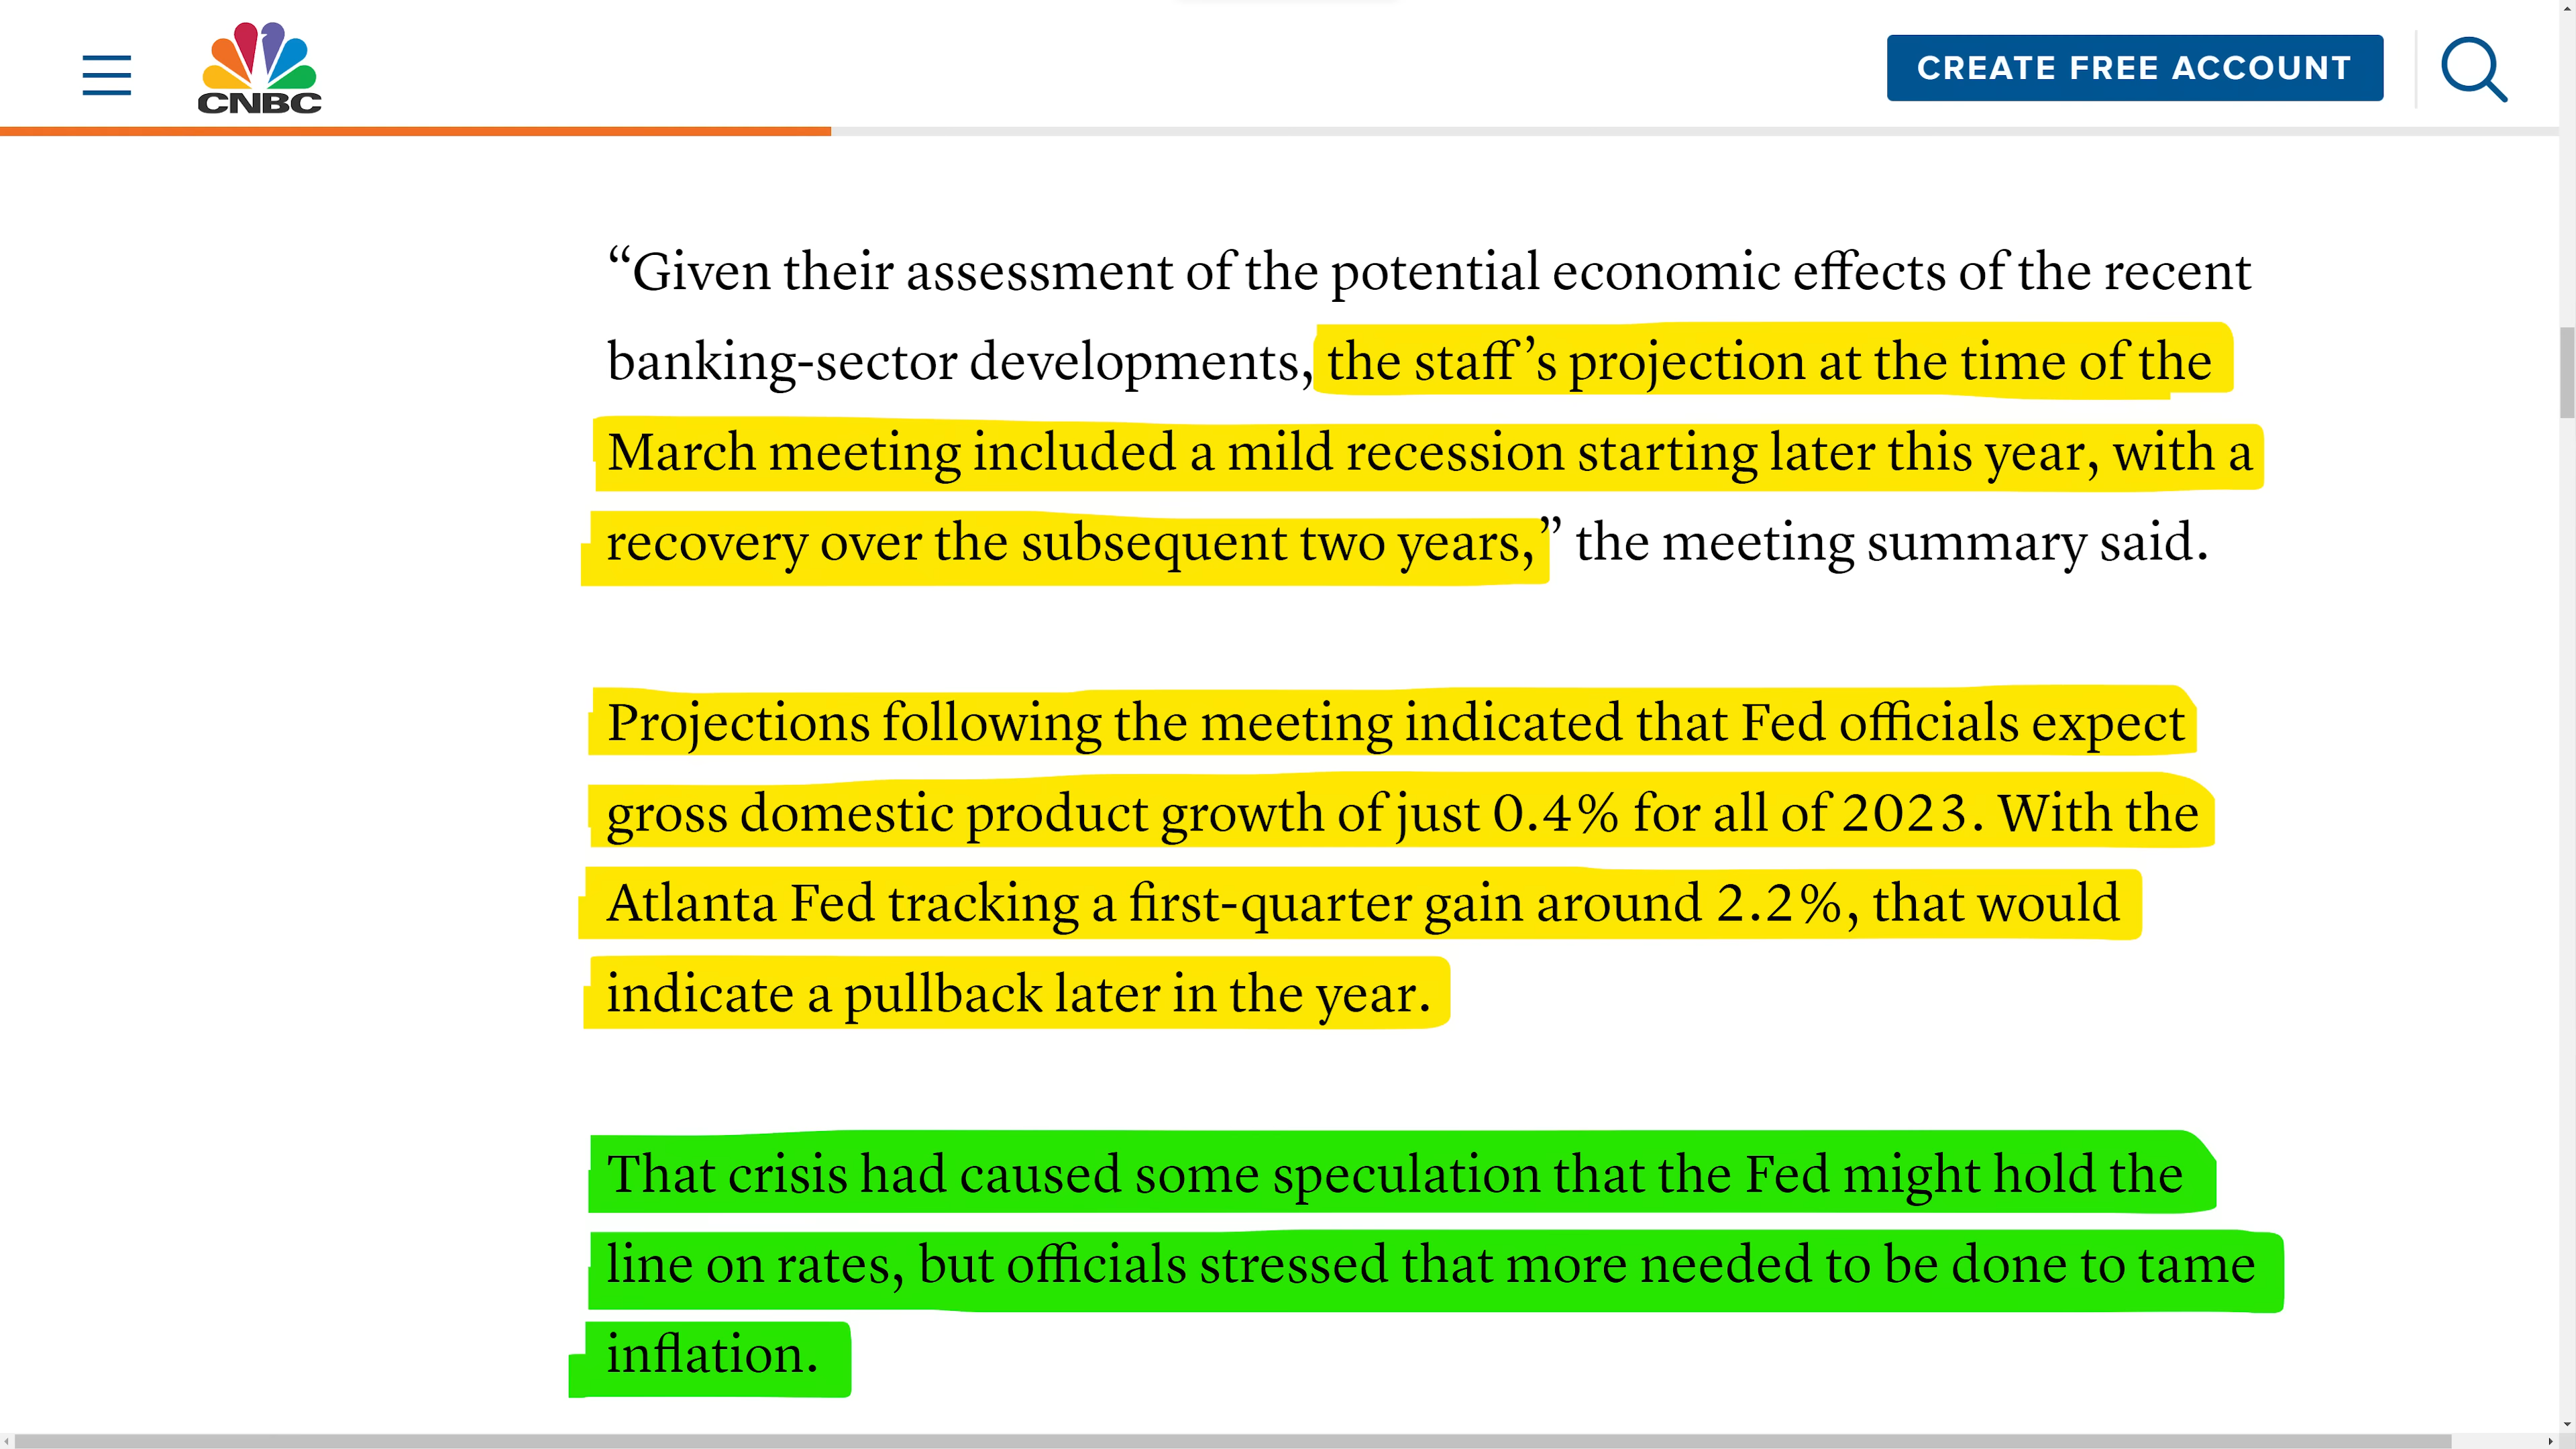 CNBC
CREATE FREE ACCOUNT
“Given their assessment of the potential economic effects of the recent
banking-sector developments, the staff’s projection at the time of the
March meeting included a mild recession starting later this year, with a
recovery over the subsequent two years,” the meeting summary said.
Projections following the meeting indicated that Fed officials expect
gross domestic product growth of just 0.4% for all of 2023. With the
Atlanta Fed tracking a first-quarter gain around 2.2%, that would
indicate a pullback later in the year.
That crisis had caused some speculation that the Fed might hold the
line on rates, but officials stressed that more needed to be done to tame
inflation.